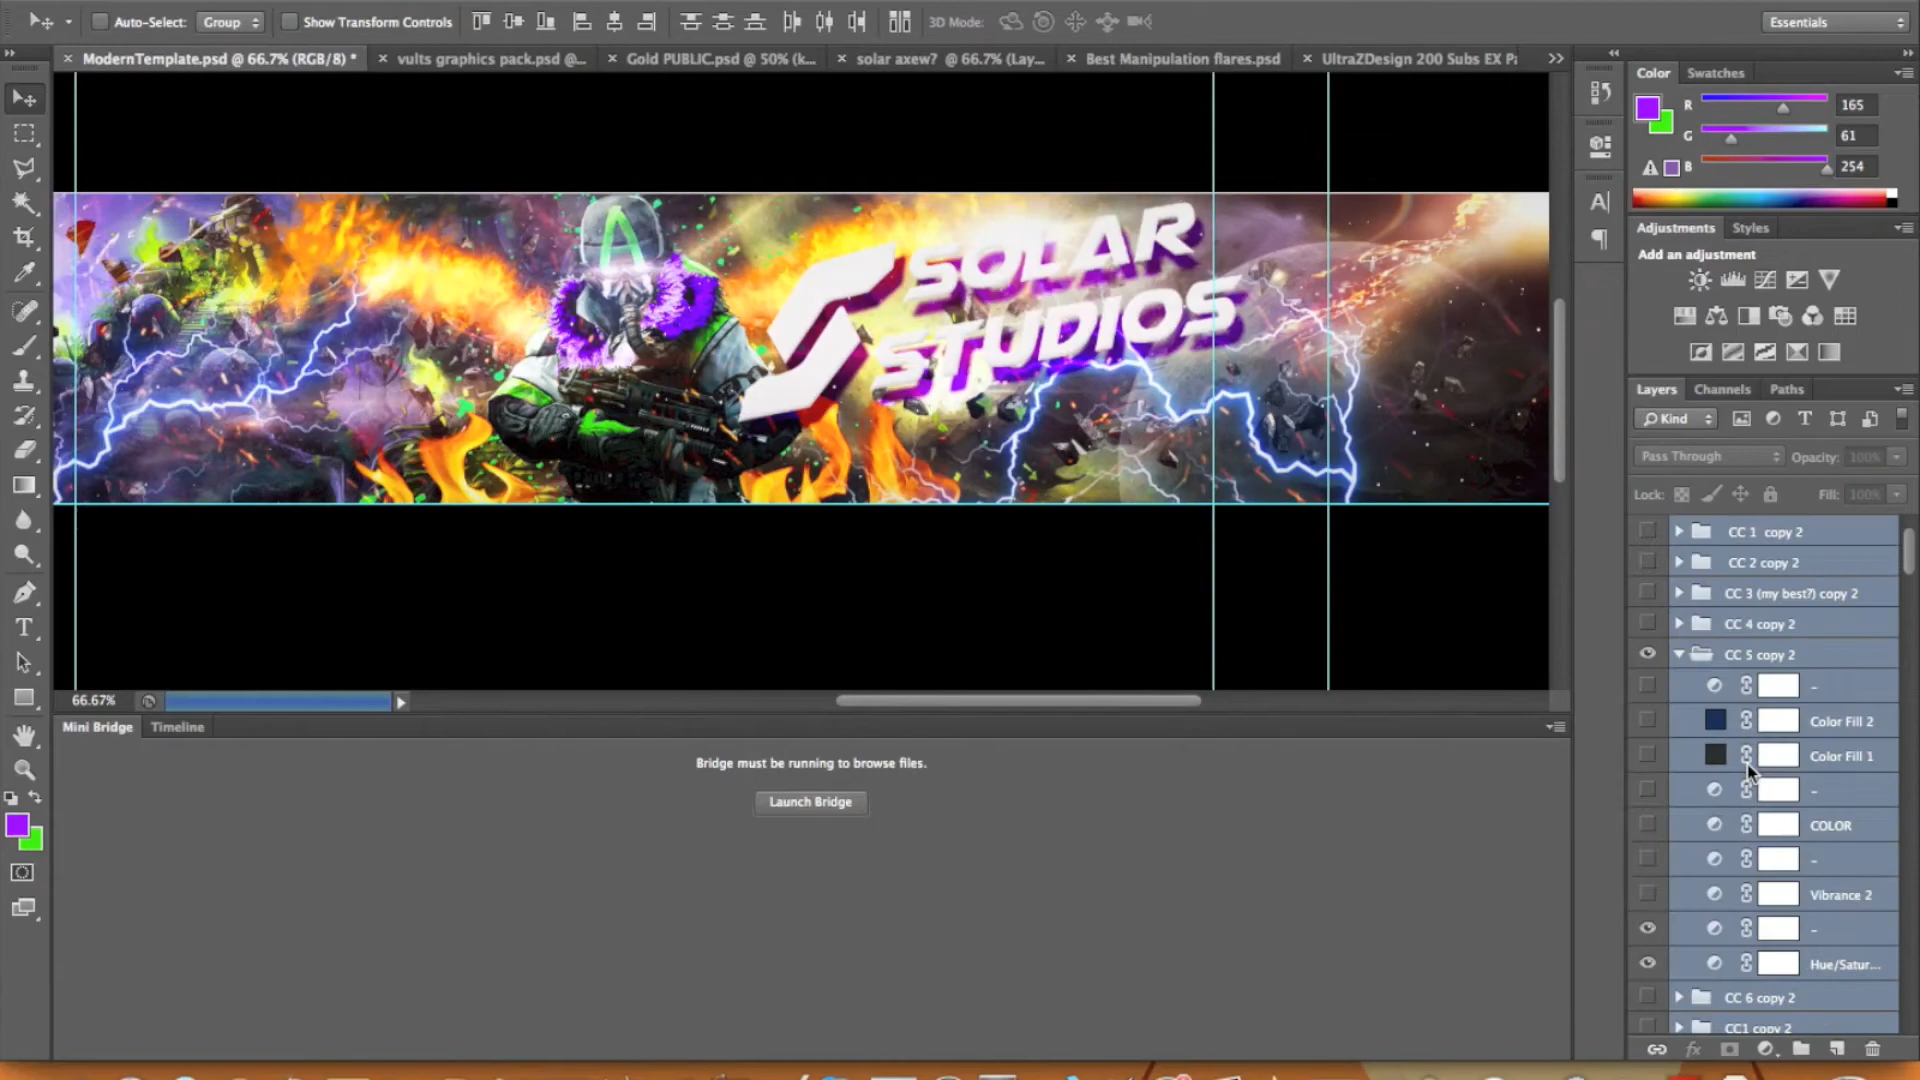 Auto-Select: Group Show Transform Controls 3D Mode: Essentials
ModernTemplate.psd @ 66.7% (RGB/8) * vults graphics pack.psd @... Gold PUBLIC.psd @ 50% (k... solar axew? @ 66.7% (Lay... Best Manipulation flares.psd UltraZDesign 200 Subs EX Pa
Color Swatches
R 165
G 61
B 254
Adjustments Styles
Add an adjustment
SOLAR
STUDIOS
Layers Channels Paths
Kind
Pass Through Opacity: 100%
Lock: Fill: 100%
CC 1 copy 2
CC 2 copy 2
CC 3 (my best?) copy 2
CC 4 copy 2
CC 5 copy 2
-
Color Fill 2
Color Fill 1
-
COLOR
-
Vibrance 2
-
Hue/Satur...
CC 6 copy 2
CC1 copy 2
66.67%
Mini Bridge Timeline
Bridge must be running to browse files.
Launch Bridge